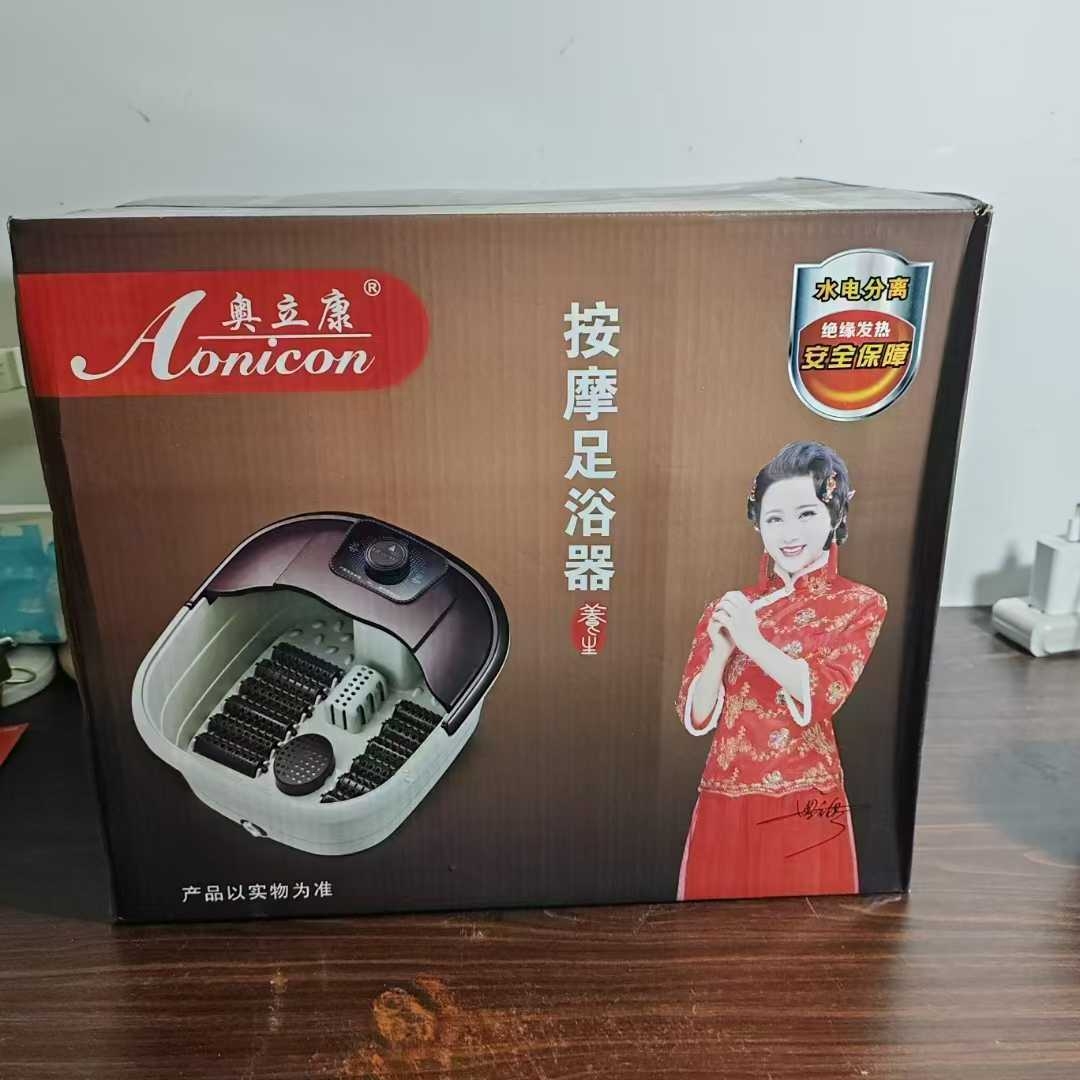 奥立康®
Aonicon
按摩足浴器
養生
水电分离
绝缘发热
安全保障
产品以实物为准